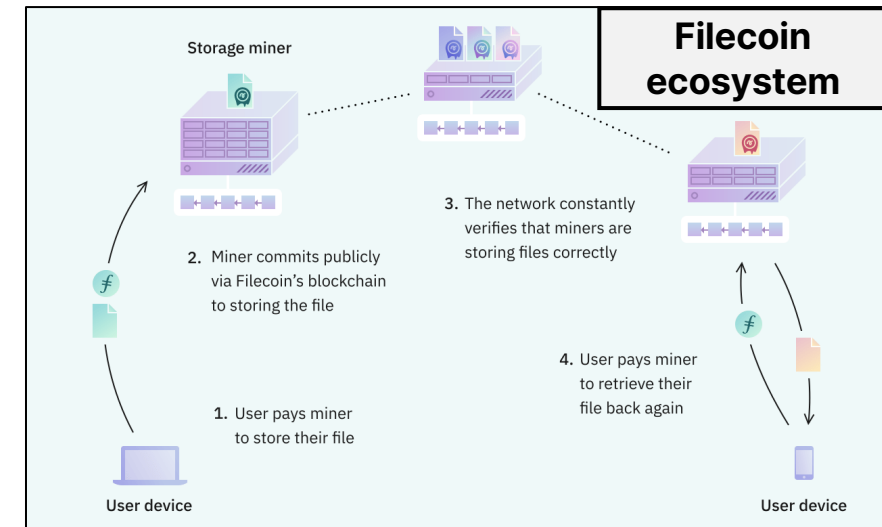 Filecoin
ecosystem
Storage miner
3. The network constantly
verifies that miners are
storing files correctly
2. Miner commits publicly
via Filecoin’s blockchain
to storing the file
4. User pays miner
to retrieve their
file back again
1. User pays miner
to store their file
User device
User device